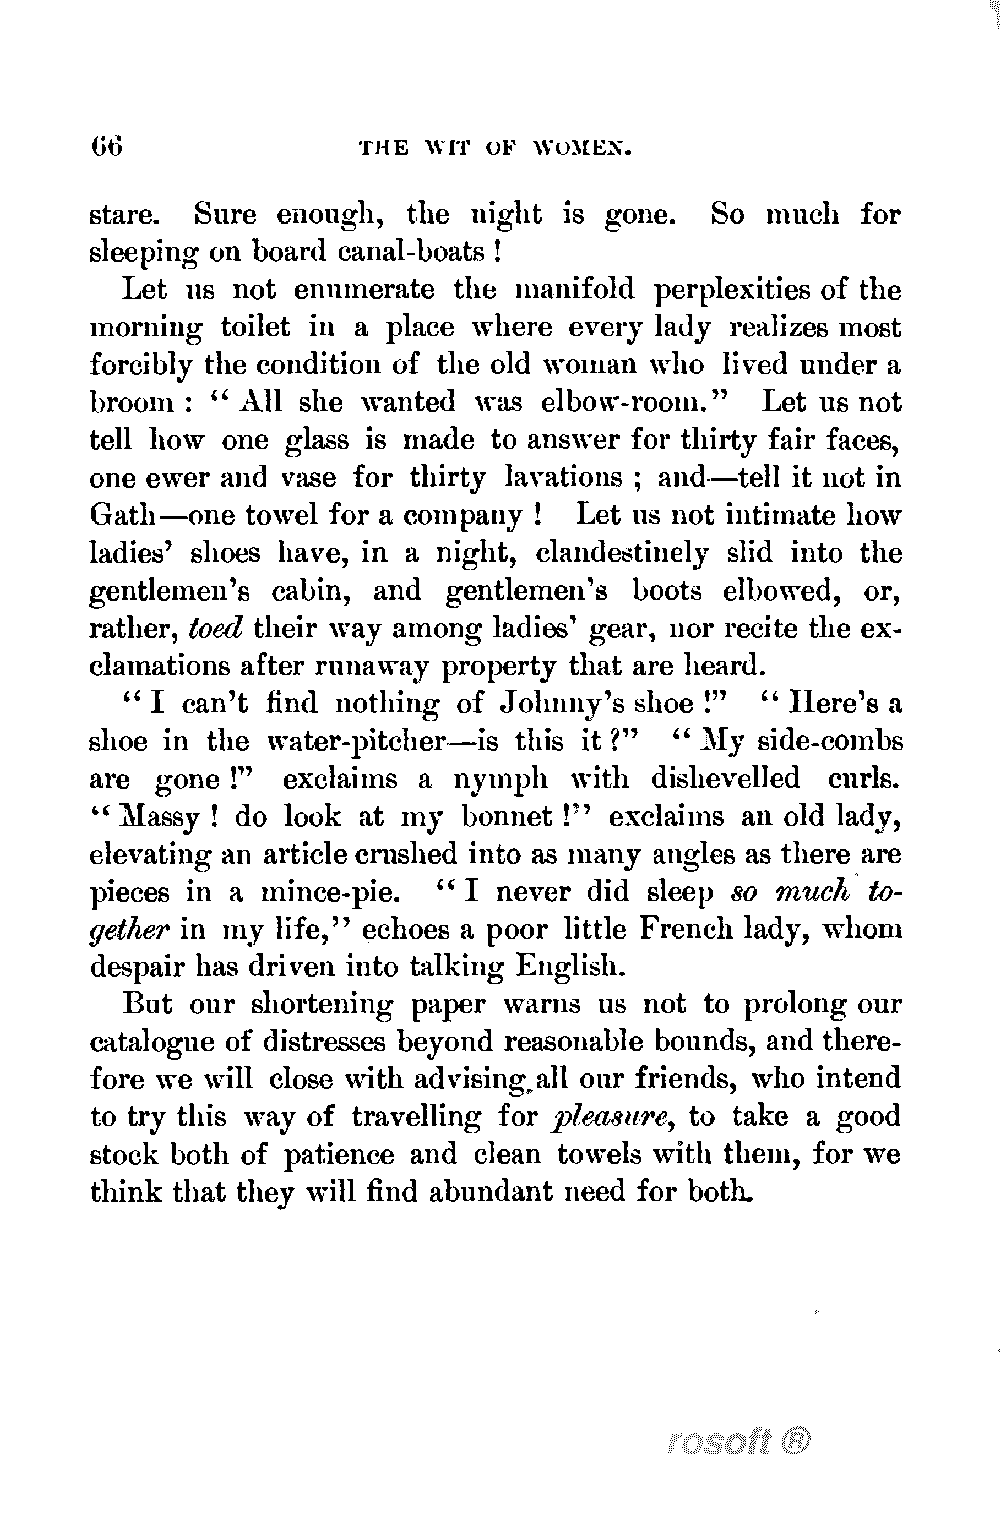 66 THE WIT OF WOMEN.
stare. Sure enough, the night is gone. So much for
sleeping on board canal-boats !
Let us not enumerate the manifold perplexities of the
morning toilet in a place where every lady realizes most
forcibly the condition of the old woman who lived under a
broom : “ All she wanted was elbow-room.” Let us not
tell how one glass is made to answer for thirty fair faces,
one ewer and vase for thirty lavations ; and—tell it not in
Gath—one towel for a company ! Let us not intimate how
ladies’ shoes have, in a night, clandestinely slid into the
gentlemen’s cabin, and gentlemen’s boots elbowed, or,
rather, toed their way among ladies’ gear, nor recite the ex-
clamations after runaway property that are heard.
“ I can’t find nothing of Johnny’s shoe !” “ Here’s a
shoe in the water-pitcher—is this it ?” “ My side-combs
are gone !” exclaims a nymph with dishevelled curls.
“ Massy ! do look at my bonnet !” exclaims an old lady,
elevating an article crushed into as many angles as there are
pieces in a mince-pie. “ I never did sleep so much to-
gether in my life,” echoes a poor little French lady, whom
despair has driven into talking English.
But our shortening paper warns us not to prolong our
catalogue of distresses beyond reasonable bounds, and there-
fore we will close with advising all our friends, who intend
to try this way of travelling for pleasure, to take a good
stock both of patience and clean towels with them, for we
think that they will find abundant need for both.
rosoft ®